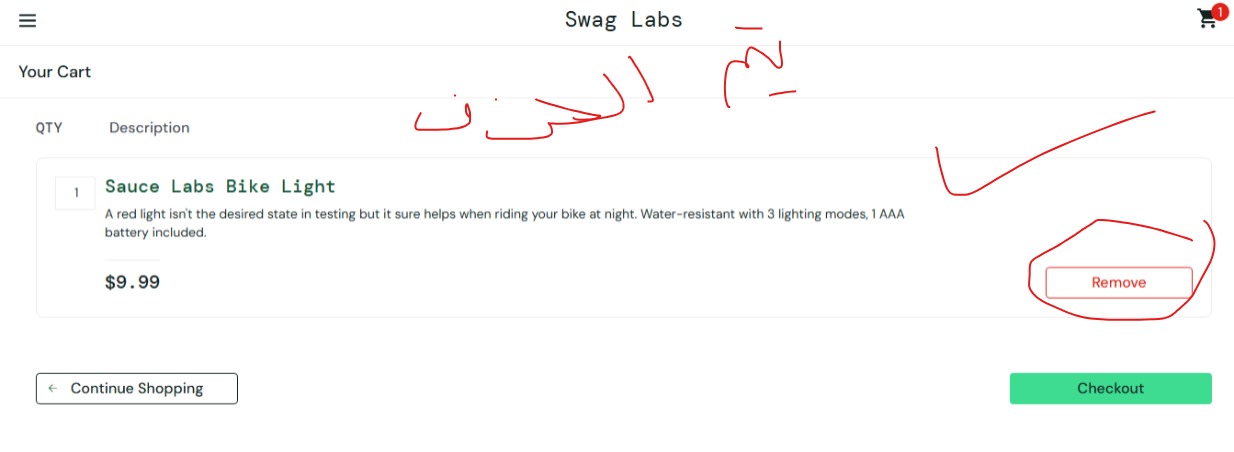 Swag Labs
1
Your Cart
تم الحذف
QTY Description
1 Sauce Labs Bike Light
A red light isn't the desired state in testing but it sure helps when riding your bike at night. Water-resistant with 3 lighting modes, 1 AAA
battery included.
$9.99
Remove
← Continue Shopping
Checkout